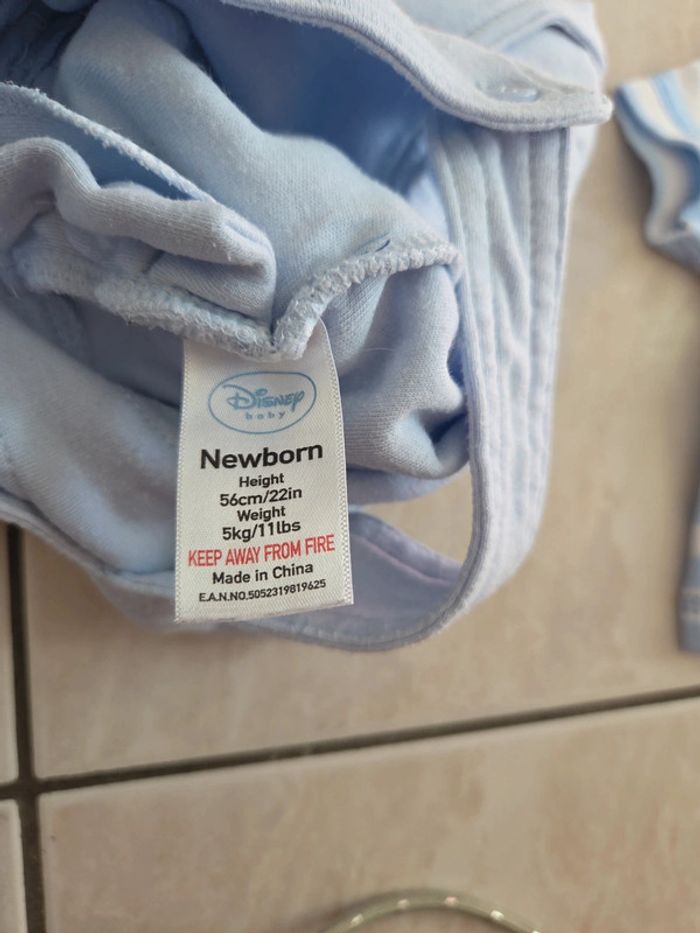 Disney
baby
Newborn
Height
56cm/22in
Weight
5kg/11lbs
KEEP AWAY FROM FIRE
Made in China
E.A.N.NO.5052319819625